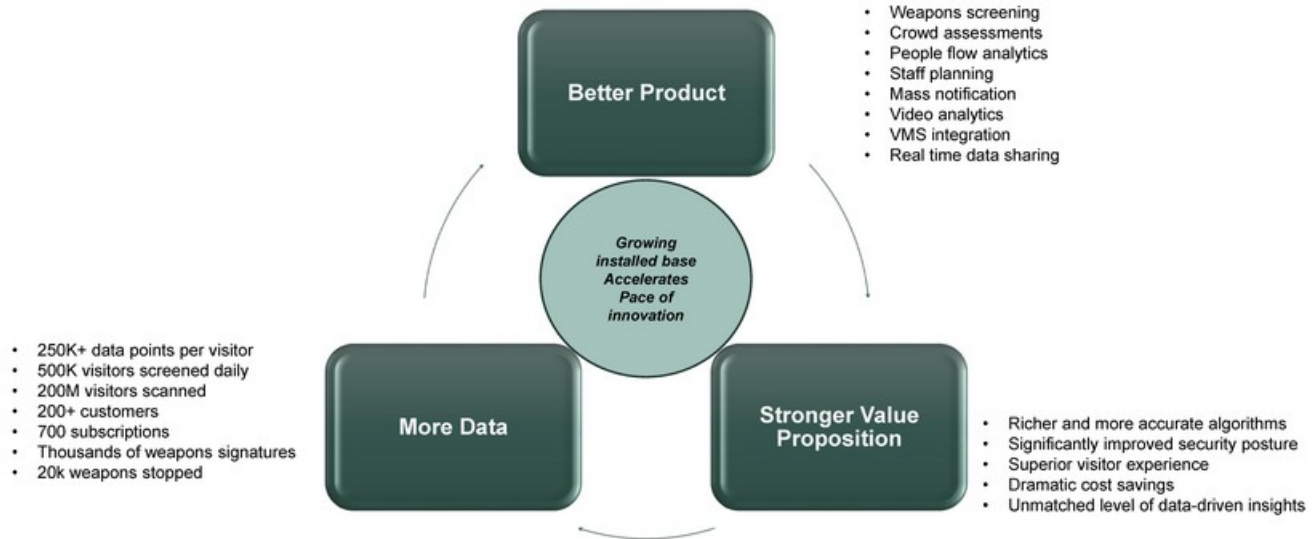 Better Product
• Weapons screening
• Crowd assessments
• People flow analytics
• Staff planning
• Mass notification
• Video analytics
• VMS integration
• Real time data sharing
Growing
installed base
Accelerates
Pace of
innovation
• 250K+ data points per visitor
• 500K visitors screened daily
• 200M visitors scanned
• 200+ customers
• 700 subscriptions
• Thousands of weapons signatures
• 20k weapons stopped
More Data
Stronger Value
Proposition
• Richer and more accurate algorithms
• Significantly improved security posture
• Superior visitor experience
• Dramatic cost savings
• Unmatched level of data-driven insights